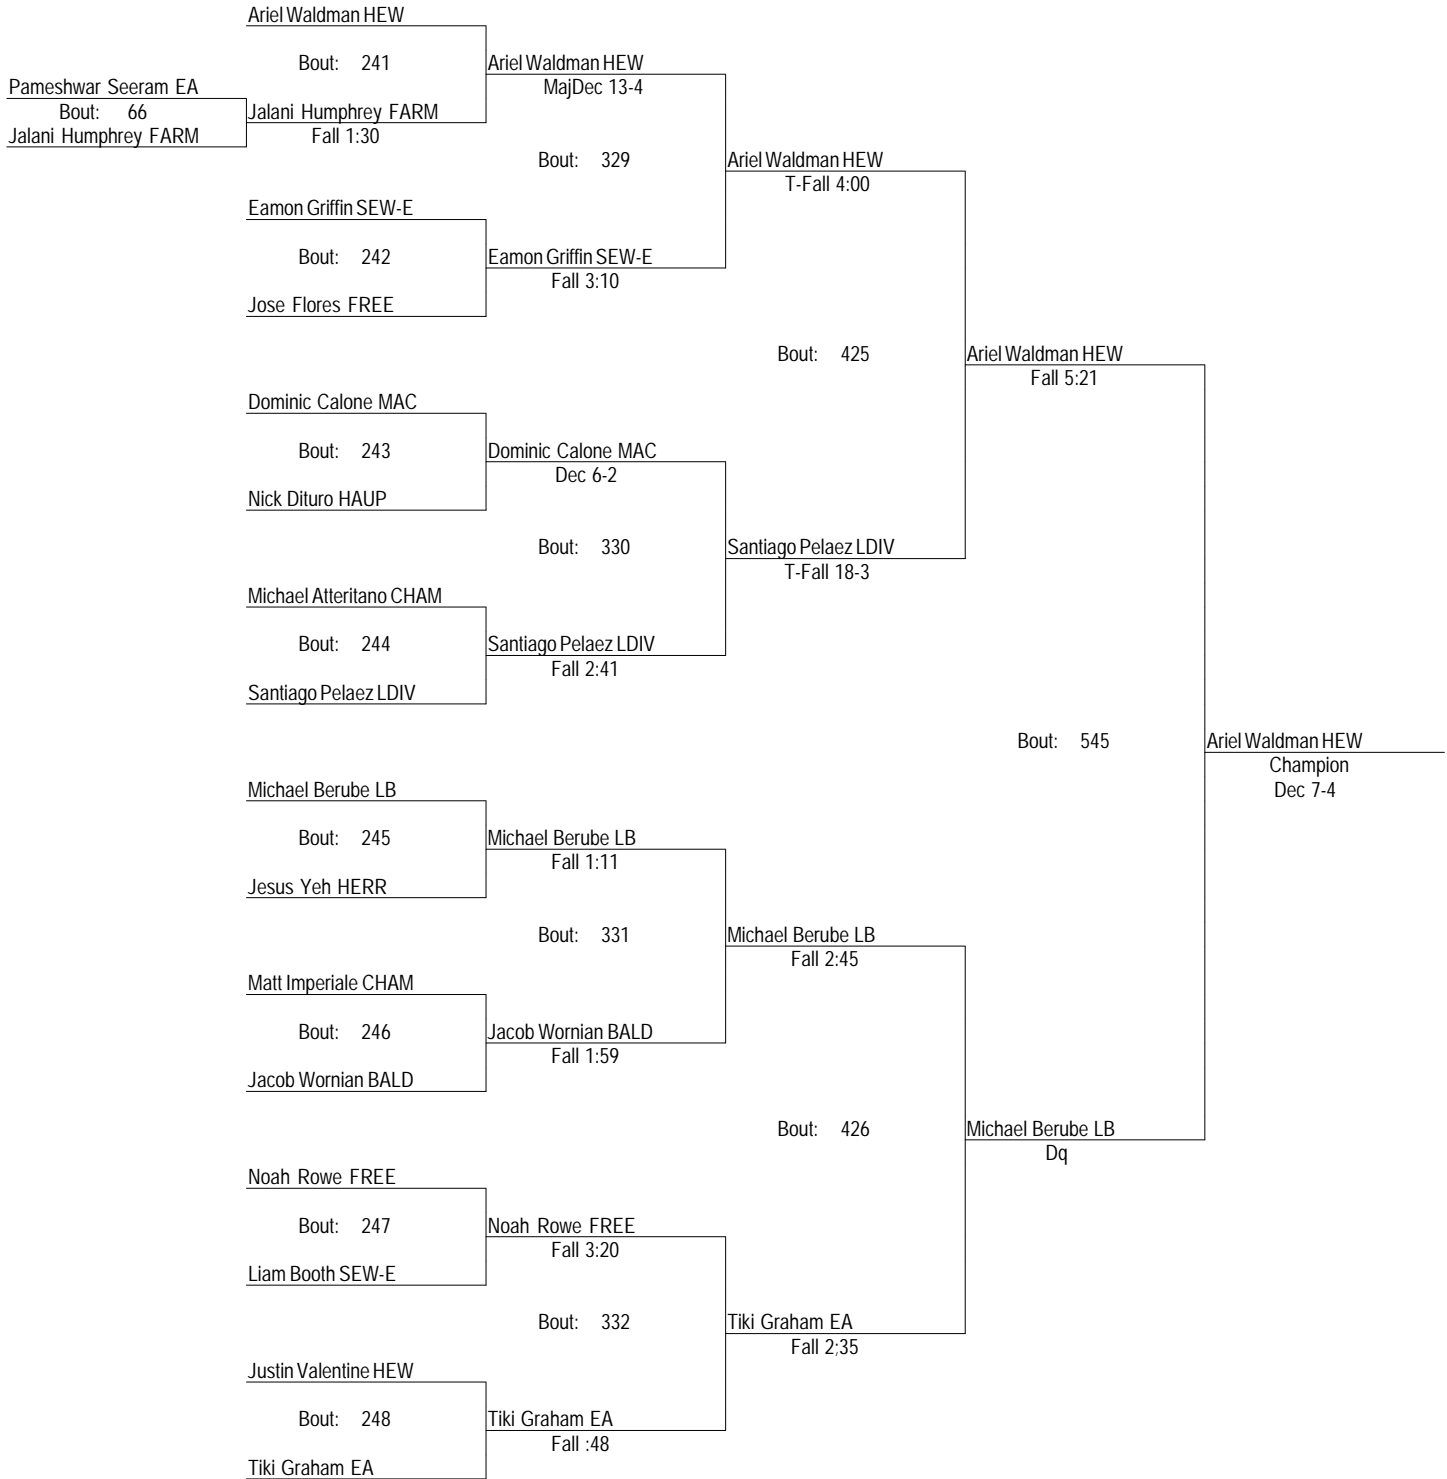 Ariel Waldman HEW
Bout: 241
Ariel Waldman HEW
MajDec 13-4
Pameshwar Seeram EA
Bout: 66
Jalani Humphrey FARM
Jalani Humphrey FARM
Fall 1:30
Bout: 329
Ariel Waldman HEW
T-Fall 4:00
Eamon Griffin SEW-E
Bout: 242
Eamon Griffin SEW-E
Fall 3:10
Jose Flores FREE
Bout: 425
Ariel Waldman HEW
Fall 5:21
Dominic Calone MAC
Bout: 243
Dominic Calone MAC
Dec 6-2
Nick Dituro HAUP
Bout: 330
Santiago Pelaez LDIV
T-Fall 18-3
Michael Atteritano CHAM
Bout: 244
Santiago Pelaez LDIV
Fall 2:41
Santiago Pelaez LDIV
Bout: 545
Ariel Waldman HEW
Champion
Dec 7-4
Michael Berube LB
Bout: 245
Michael Berube LB
Fall 1:11
Jesus Yeh HERR
Bout: 331
Michael Berube LB
Fall 2:45
Matt Imperiale CHAM
Bout: 246
Jacob Wornian BALD
Fall 1:59
Jacob Wornian BALD
Bout: 426
Michael Berube LB
Dq
Noah Rowe FREE
Bout: 247
Noah Rowe FREE
Fall 3:20
Liam Booth SEW-E
Bout: 332
Tiki Graham EA
Fall 2;35
Justin Valentine HEW
Bout: 248
Tiki Graham EA
Fall :48
Tiki Graham EA